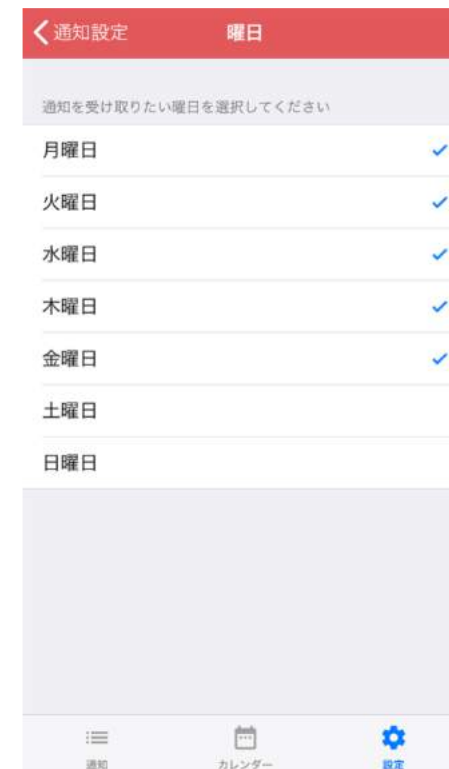 通知設定 曜日
通知を受け取りたい曜日を選択してください
月曜日
火曜日
水曜日
木曜日
金曜日
土曜日
日曜日
通知 カレンダー 設定